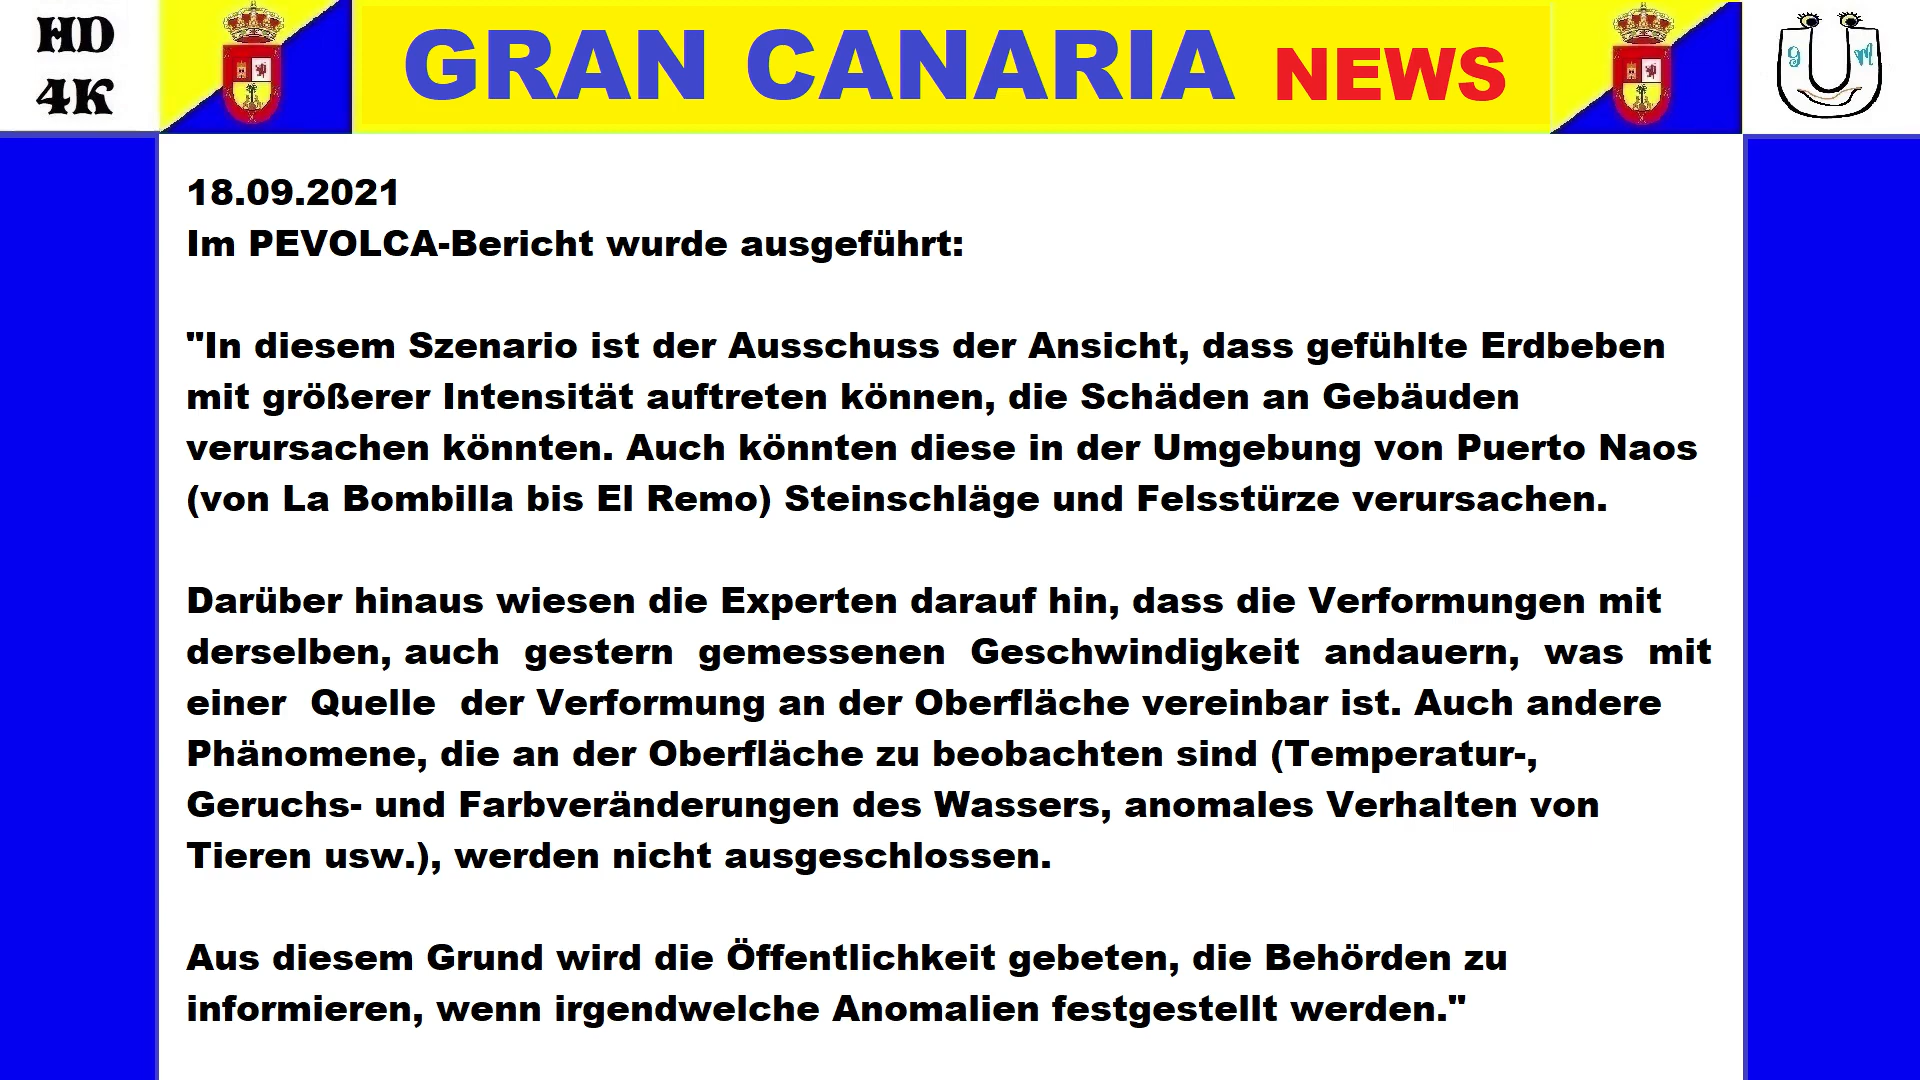 HD
4K
GRAN CANARIA NEWS
g Ü m
18.09.2021
Im PEVOLCA-Bericht wurde ausgeführt:
"In diesem Szenario ist der Ausschuss der Ansicht, dass gefühlte Erdbeben
mit größerer Intensität auftreten können, die Schäden an Gebäuden
verursachen könnten. Auch könnten diese in der Umgebung von Puerto Naos
(von La Bombilla bis El Remo) Steinschläge und Felsstürze verursachen.
Darüber hinaus wiesen die Experten darauf hin, dass die Verformungen mit
derselben, auch gestern gemessenen Geschwindigkeit andauern, was mit
einer Quelle der Verformung an der Oberfläche vereinbar ist. Auch andere
Phänomene, die an der Oberfläche zu beobachten sind (Temperatur-,
Geruchs- und Farbveränderungen des Wassers, anomales Verhalten von
Tieren usw.), werden nicht ausgeschlossen.
Aus diesem Grund wird die Öffentlichkeit gebeten, die Behörden zu
informieren, wenn irgendwelche Anomalien festgestellt werden."